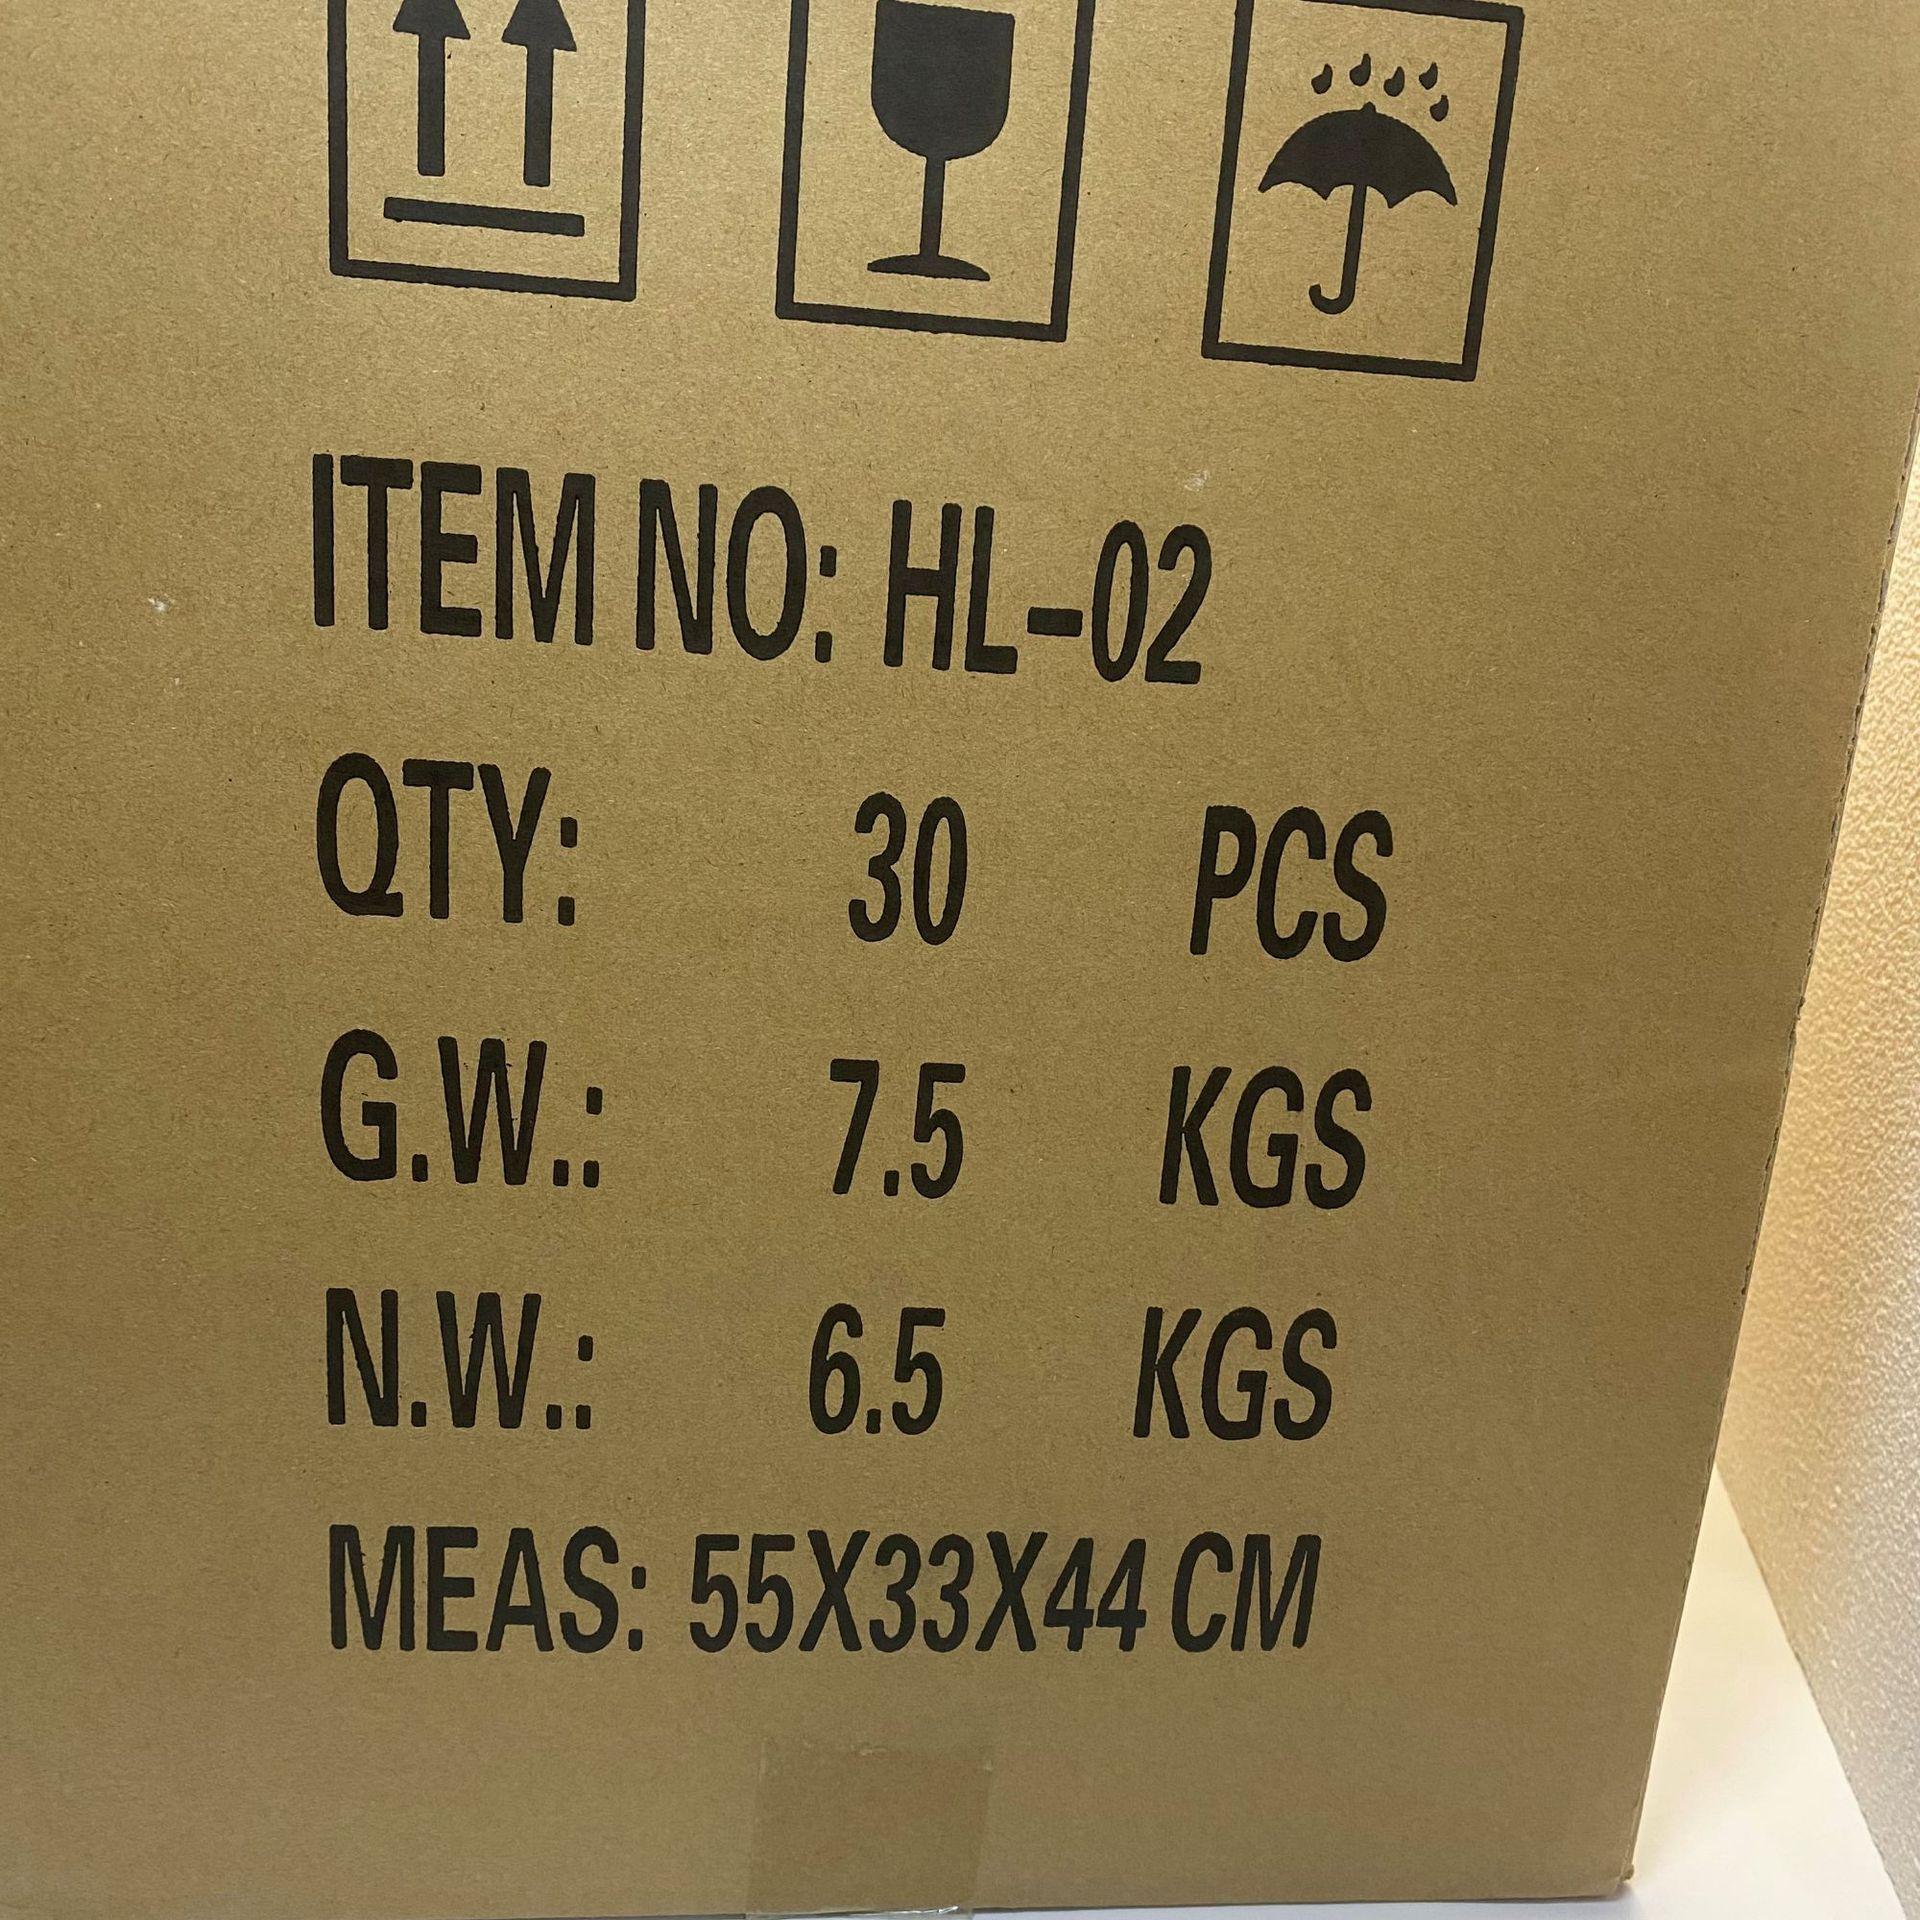 ITEM NO: HL-02
QTY: 30 PCS
G.W.: 7.5 KGS
N.W.: 6.5 KGS
MEAS: 55X33X44 CM